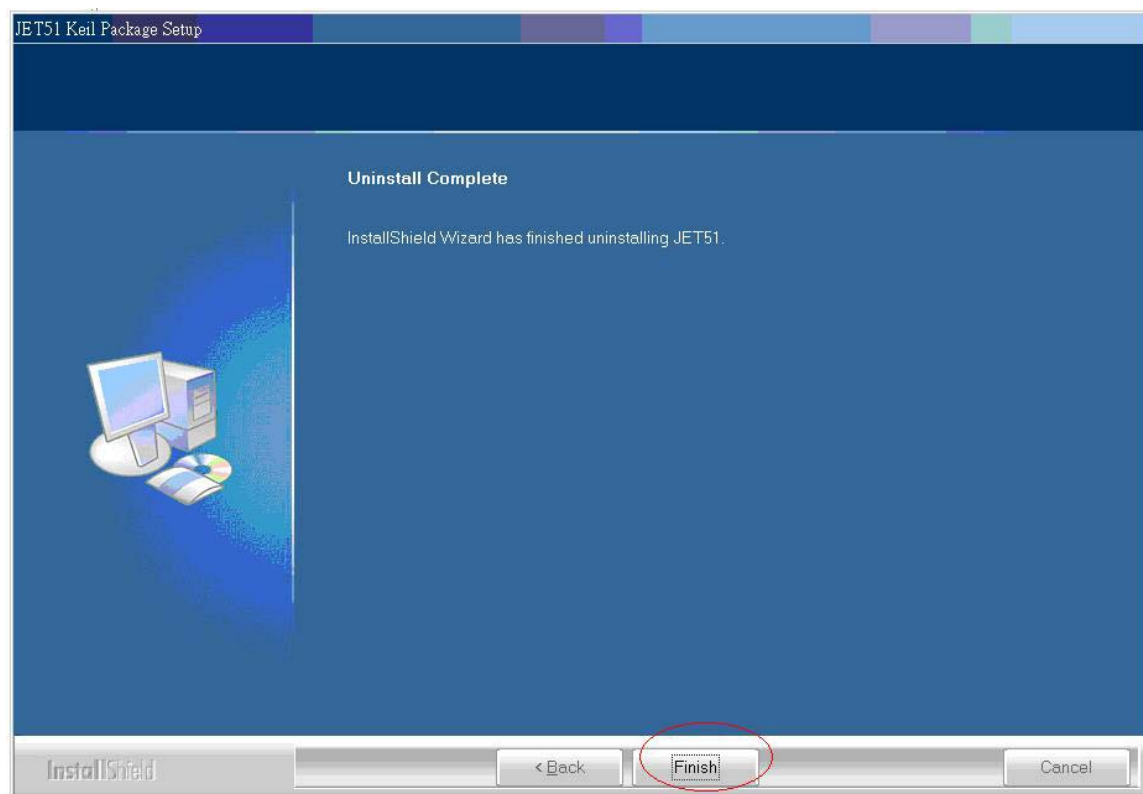 JET51 Keil Package Setup
Uninstall Complete
InstallShield Wizard has finished uninstalling JET51.
InstallShield
< Back
Finish
Cancel